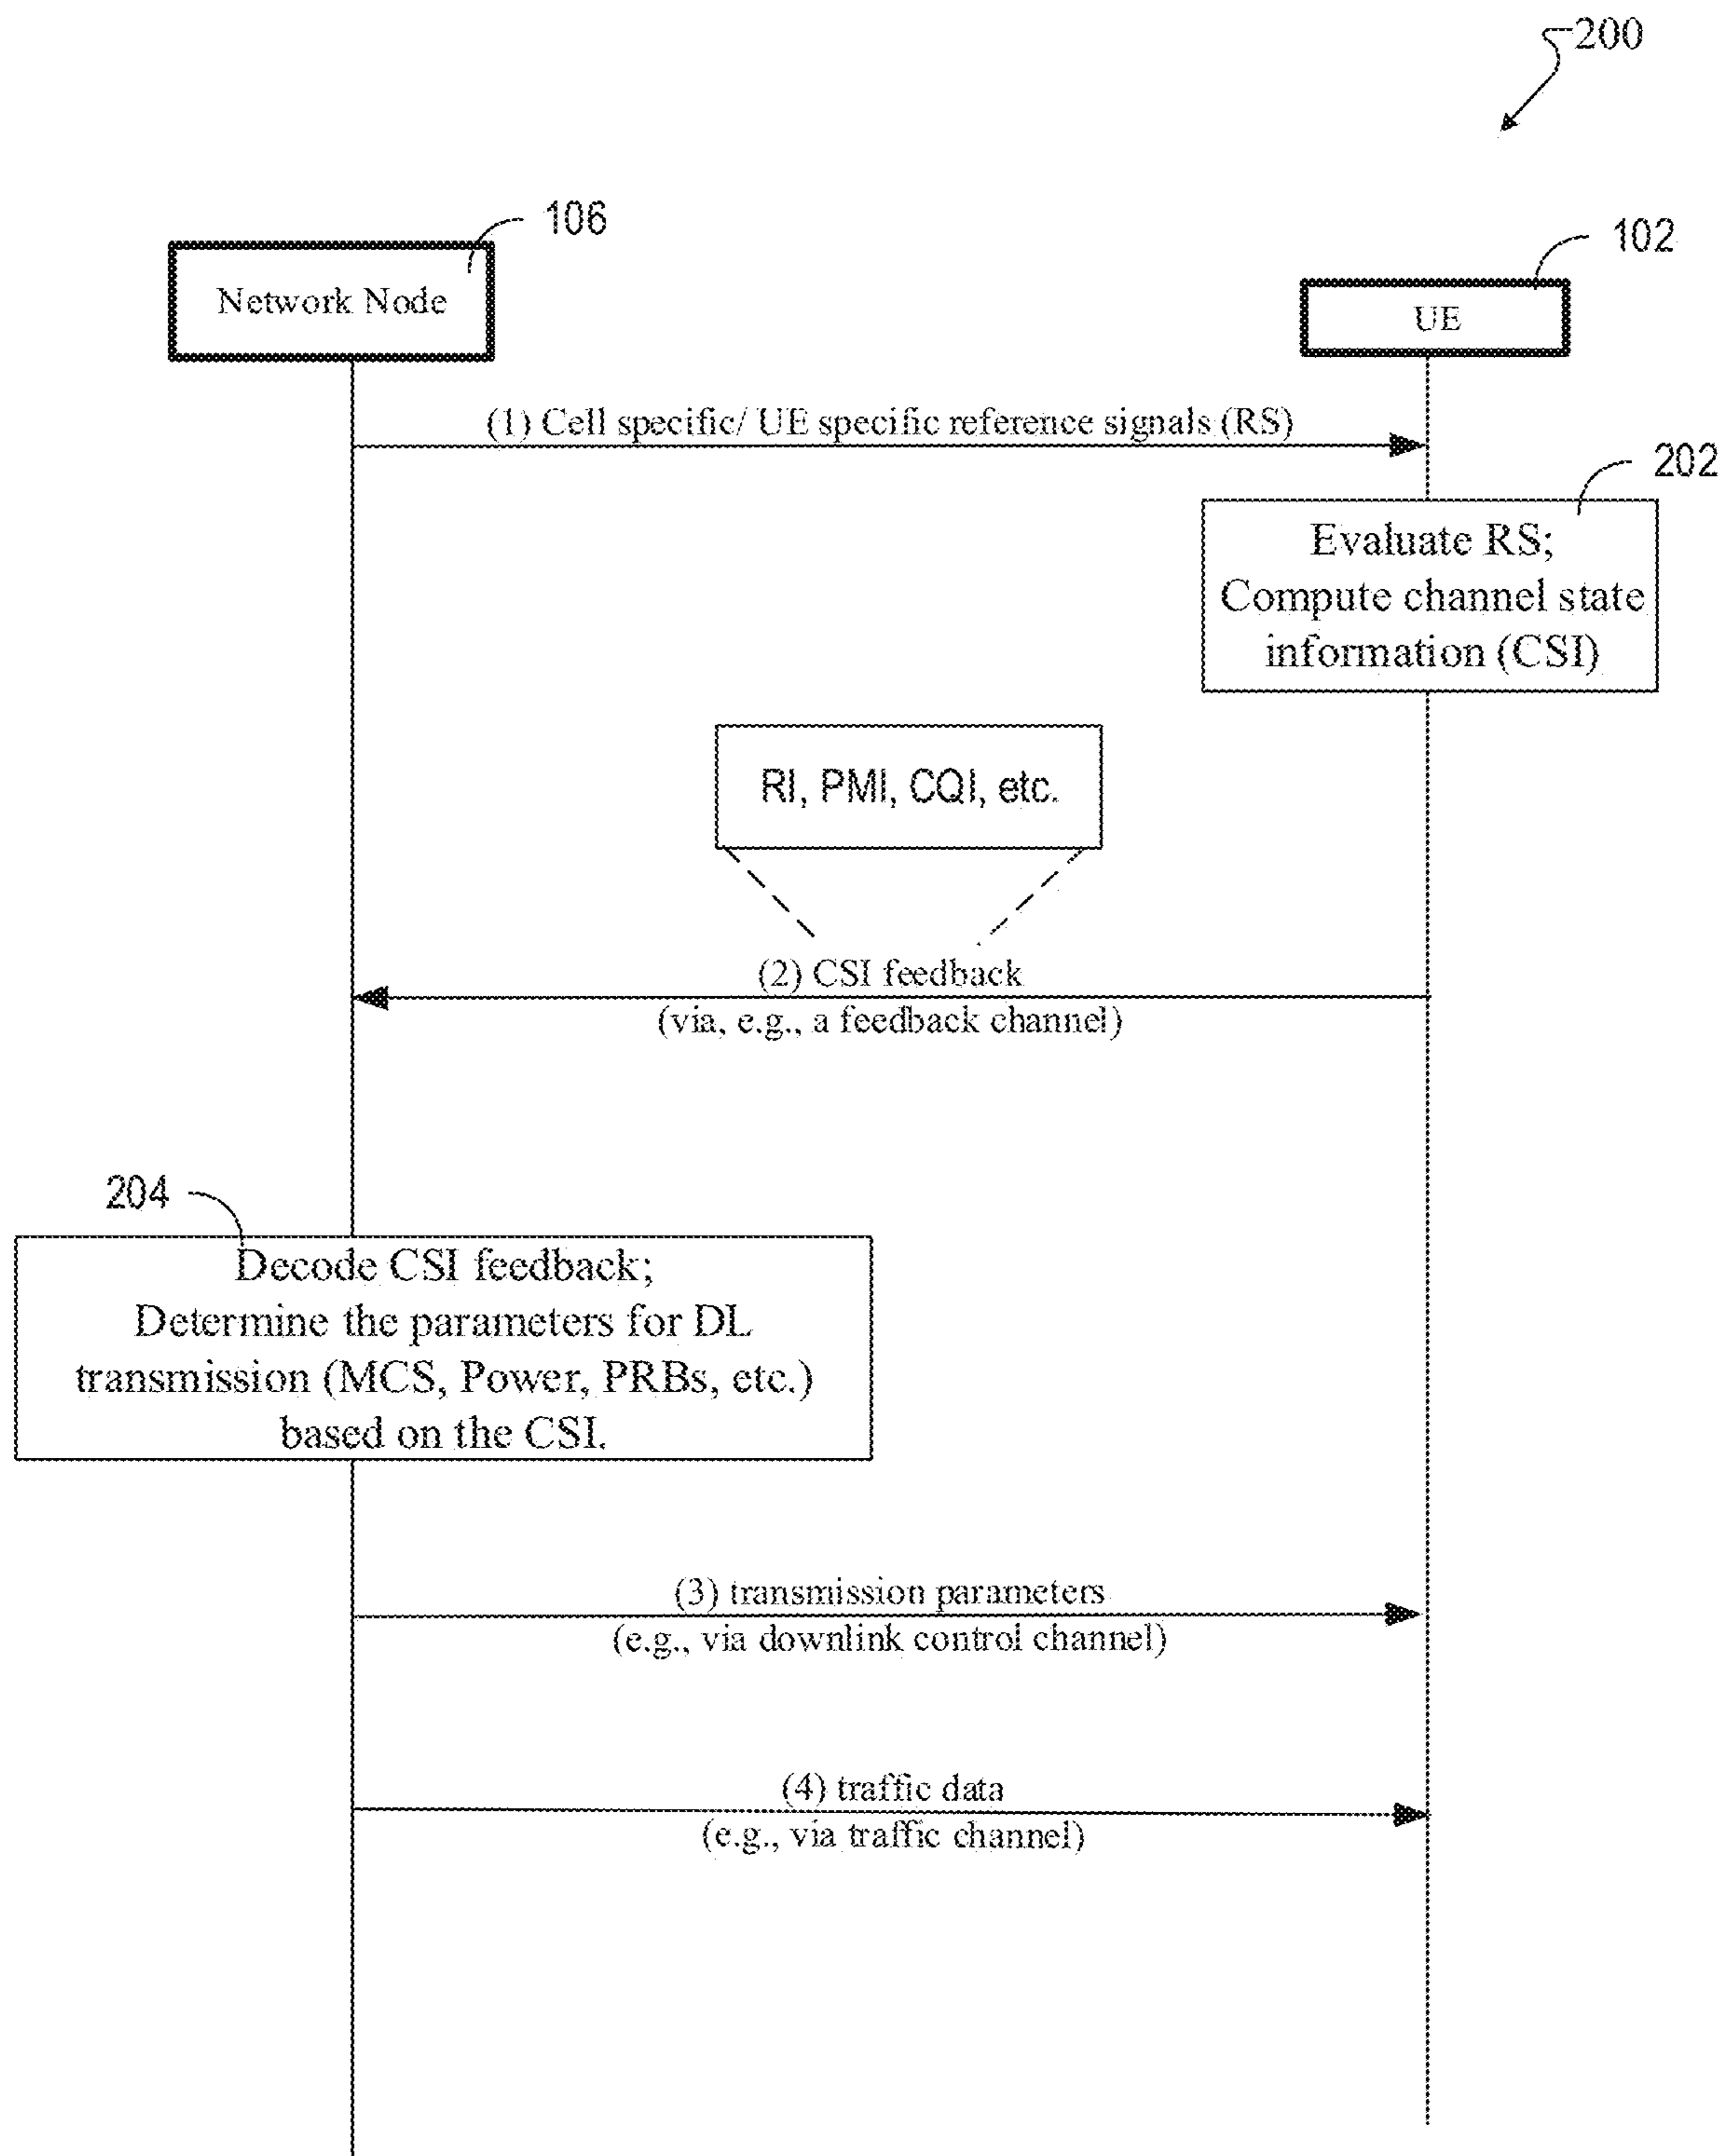 200
106
Network Node
102
UE
(1) Cell specific/ UE specific reference signals (RS)
202
Evaluate RS;
Compute channel state
information (CSI)
RI, PMI, CQI, etc.
(2) CSI feedback
(via, e.g., a feedback channel)
204
Decode CSI feedback;
Determine the parameters for DL
transmission (MCS, Power, PRBs, etc.)
based on the CSI.
(3) transmission parameters
(e.g., via downlink control channel)
(4) traffic data
(e.g., via traffic channel)